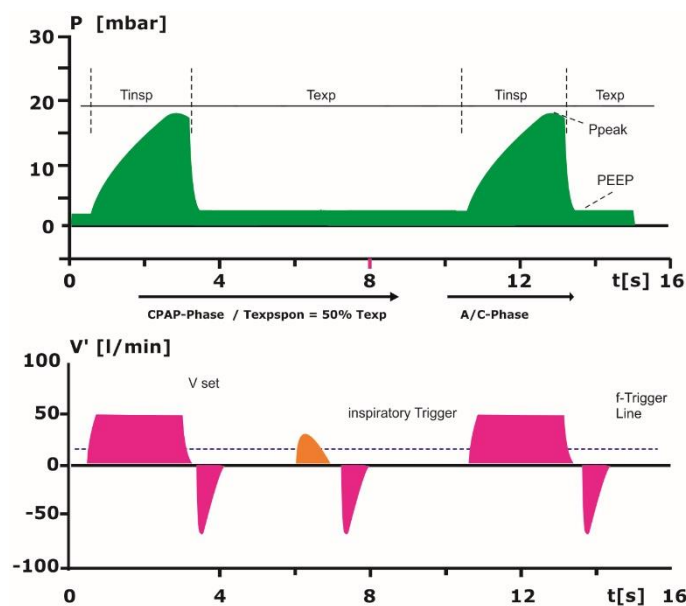 P [mbar]
30
20
10
0
Tinsp
Texp
Tinsp
Texp
Ppeak
PEEP
0
4
8
12
t[s]
16
CPAP-Phase / Texpspon = 50% Texp
A/C-Phase
V' [l/min]
100
50
0
-50
-100
V set
inspiratory Trigger
f-Trigger
Line
0
4
8
12
t[s]
16